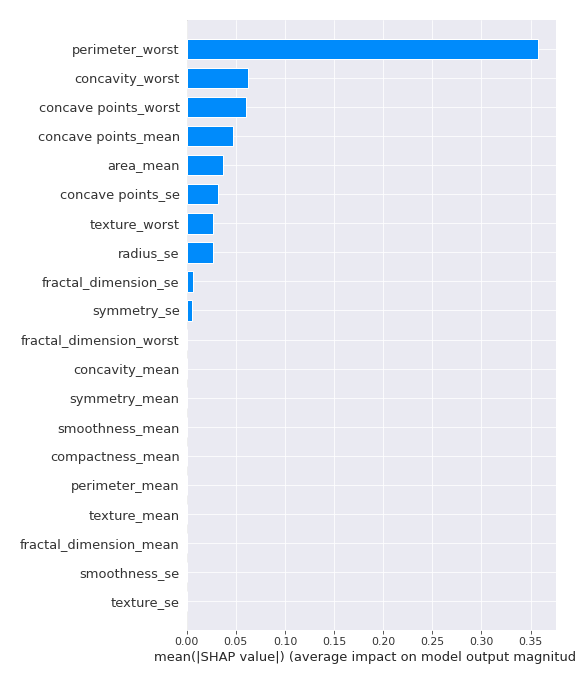 perimeter_worst
concavity_worst
concave points_worst
concave points_mean
area_mean
concave points_se
texture_worst
radius_se
fractal_dimension_se
symmetry_se
fractal_dimension_worst
concavity_mean
symmetry_mean
smoothness_mean
compactness_mean
perimeter_mean
texture_mean
fractal_dimension_mean
smoothness_se
texture_se
0.00 0.05 0.10 0.15 0.20 0.25 0.30 0.35
mean(|SHAP value|) (average impact on model output magnitud